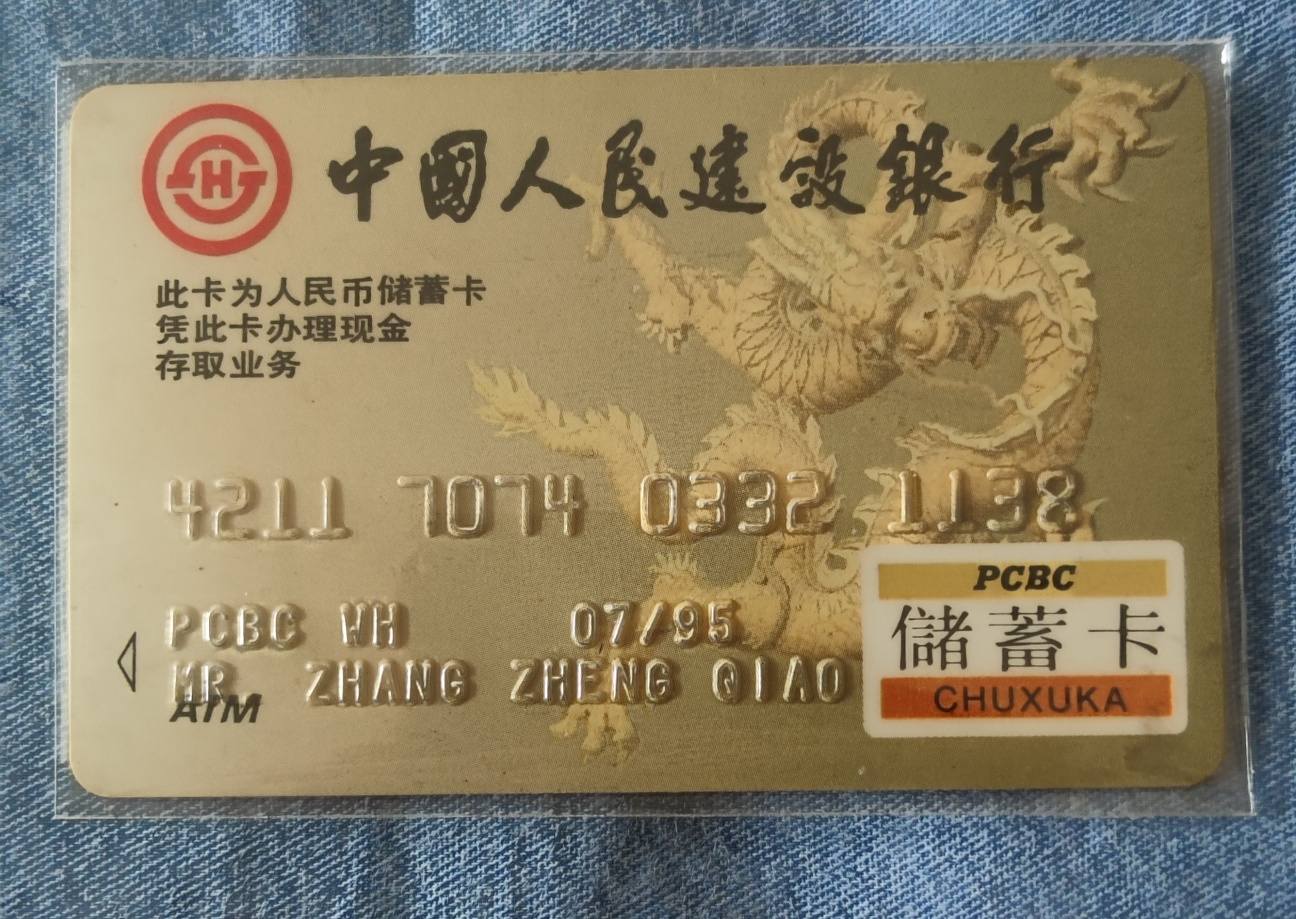 中國人民建设銀行
此卡为人民币储蓄卡
凭此卡办理现金
存取业务
4211 7074 0332 1138
PCBC WH 07/95
MR ZHANG ZHENG QIAO
ATM
PCBC
儲蓄卡
CHUXUKA